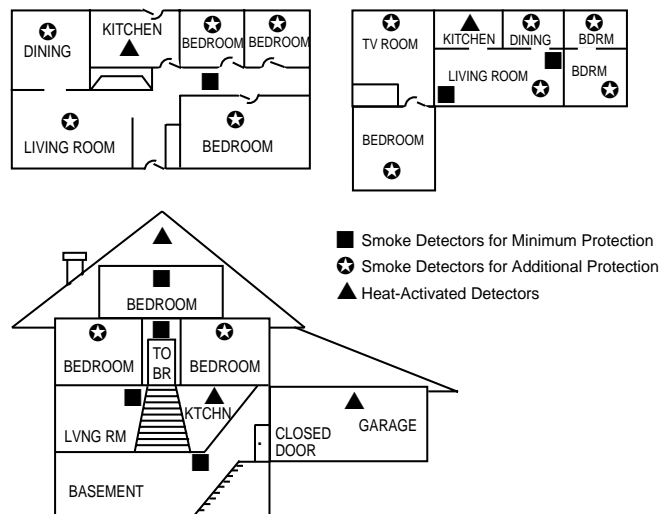 DINING
KITCHEN
BEDROOM
BEDROOM
LIVING ROOM
BEDROOM
TV ROOM
KITCHEN
DINING
BDRM
LIVING ROOM
BDRM
BEDROOM
Smoke Detectors for Minimum Protection
Smoke Detectors for Additional Protection
Heat-Activated Detectors
BEDROOM
BEDROOM
TO
BR
BEDROOM
LVNG RM
KTCHN
CLOSED
DOOR
GARAGE
BASEMENT